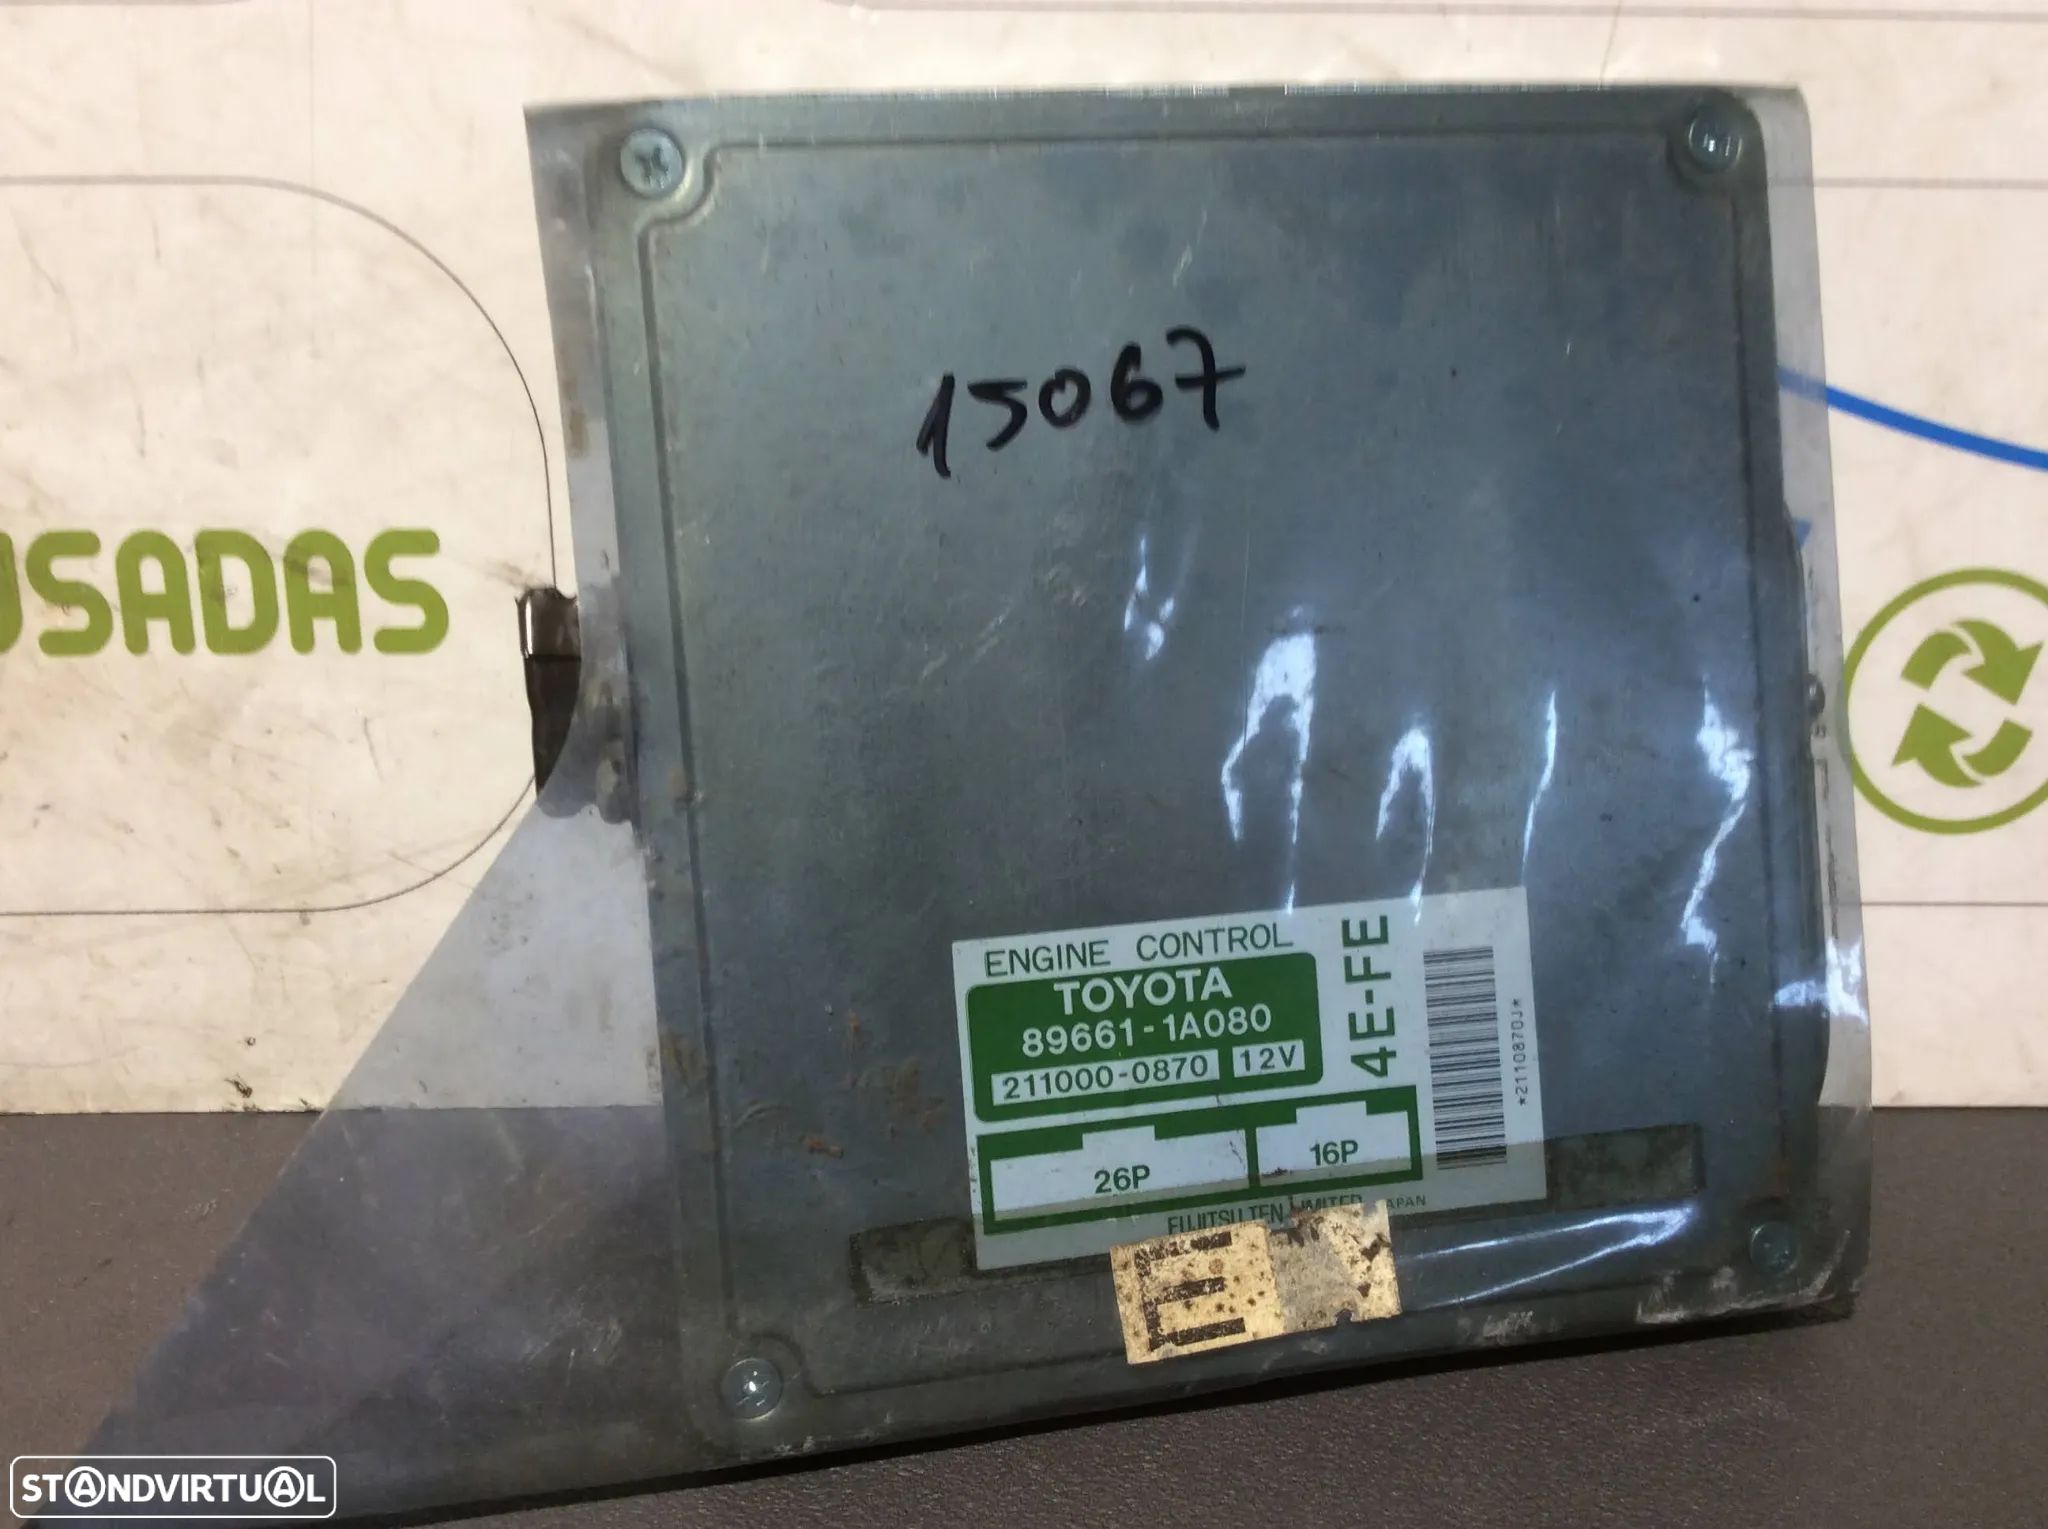 15067
USADAS
ENGINE CONTROL
TOYOTA
89661-1A080
211000-0870 12V
4E-FE
*2110870J*
26P
16P
FUJITSU TEN LIMITED JAPAN
E
STANDVIRTUAL